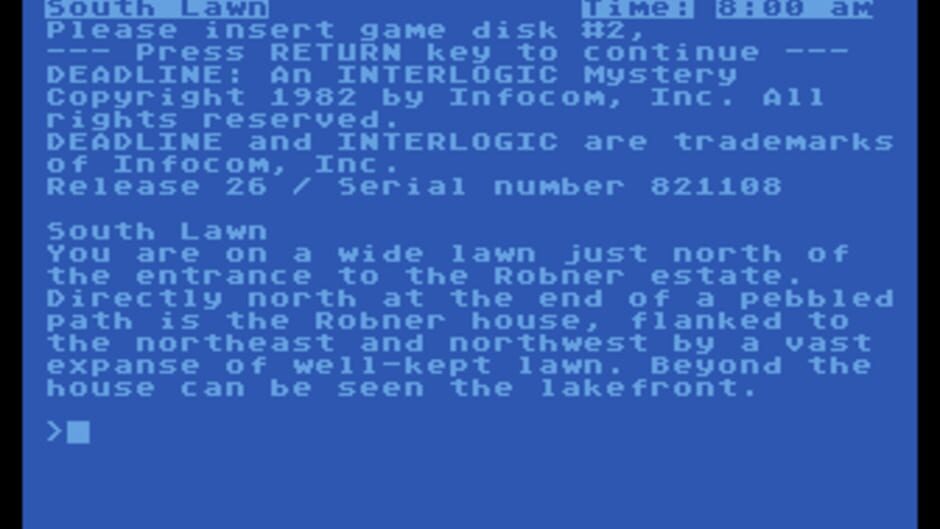 South Lawn Time: 8:00 am
Please insert game disk #2,
--- Press RETURN key to continue ---
DEADLINE: An INTERLOGIC Mystery
Copyright 1982 by Infocom, Inc. All
rights reserved.
DEADLINE and INTERLOGIC are trademarks
of Infocom, Inc.
Release 26 / Serial number 821108
South Lawn
You are on a wide lawn just north of
the entrance to the Robner estate.
Directly north at the end of a pebbled
path is the Robner house, flanked to
the northeast and northwest by a vast
expanse of well-kept lawn. Beyond the
house can be seen the lakefront.
>